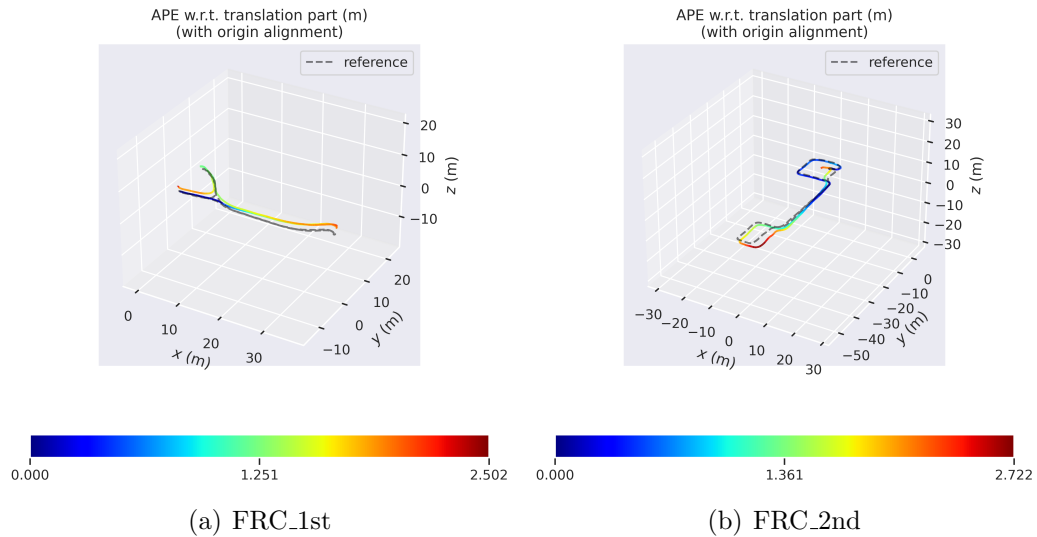 APE w.r.t. translation part (m)
(with origin alignment)
reference
20
10
0
−10
z (m)
20
10
0
−10
y (m)
0
10
20
30
x (m)
0.000
1.251
2.502
(a) FRC_1st
APE w.r.t. translation part (m)
(with origin alignment)
reference
30
20
10
0
−10
−20
−30
z (m)
0
−10
−20
−30
−40
−50
y (m)
−30
−20
−10
0
10
20
30
x (m)
0.000
1.361
2.722
(b) FRC_2nd